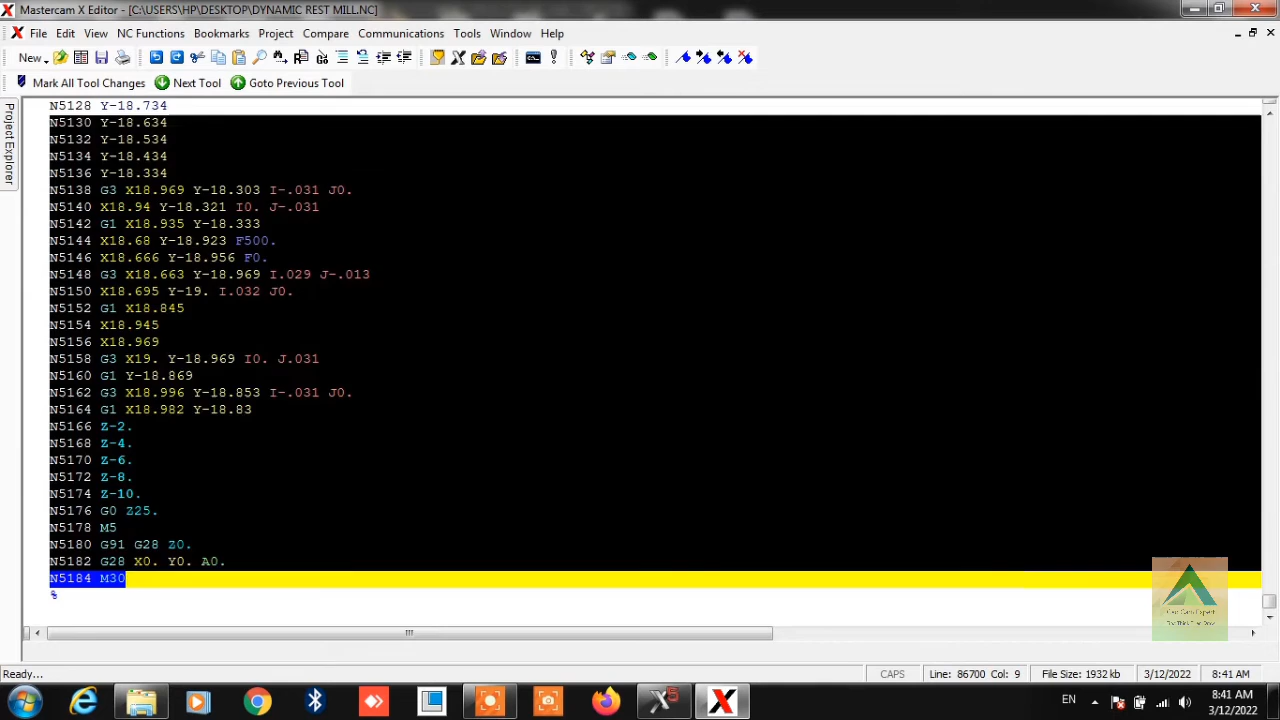 Mastercam X Editor - [C:\USERS\HP\DESKTOP\DYNAMIC REST MILL.NC]
File Edit View NC Functions Bookmarks Project Compare Communications Tools Window Help
New
Mark All Tool Changes Next Tool Goto Previous Tool
Project Explorer
N5128 Y-18.734
N5130 Y-18.634
N5132 Y-18.534
N5134 Y-18.434
N5136 Y-18.334
N5138 G3 X18.969 Y-18.303 I-.031 J0.
N5140 X18.94 Y-18.321 I0. J-.031
N5142 G1 X18.935 Y-18.333
N5144 X18.68 Y-18.923 F500.
N5146 X18.666 Y-18.956 F0.
N5148 G3 X18.663 Y-18.969 I.029 J-.013
N5150 X18.695 Y-19. I.032 J0.
N5152 G1 X18.845
N5154 X18.945
N5156 X18.969
N5158 G3 X19. Y-18.969 I0. J.031
N5160 G1 Y-18.869
N5162 G3 X18.996 Y-18.853 I-.031 J0.
N5164 G1 X18.982 Y-18.83
N5166 Z-2.
N5168 Z-4.
N5170 Z-6.
N5172 Z-8.
N5174 Z-10.
N5176 G0 Z25.
N5178 M5
N5180 G91 G28 Z0.
N5182 G28 X0. Y0. A0.
N5184 M30
%
Cad Cam Expert
Ready... CAPS Line: 86700 Col: 9 File Size: 1932 kb 3/12/2022 8:41 AM
EN 8:41 AM
3/12/2022